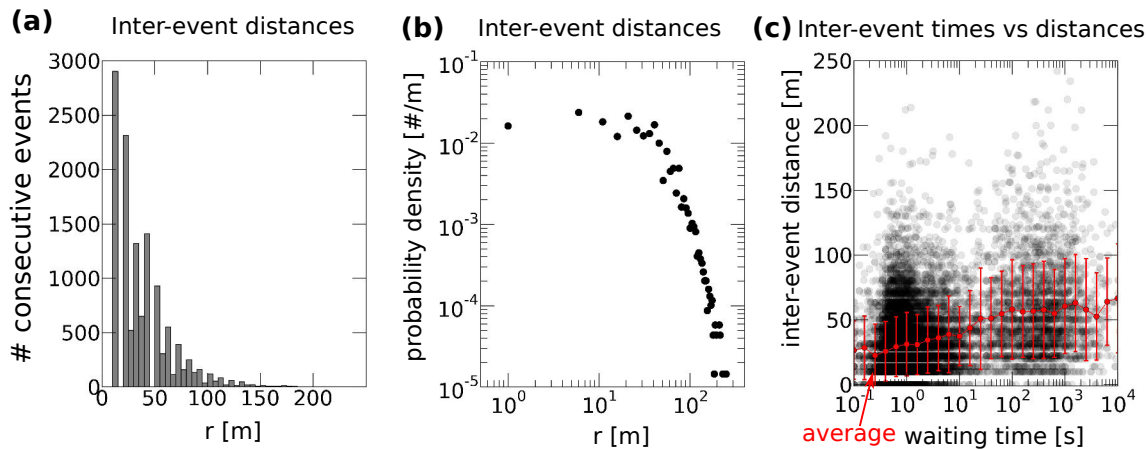 (a) Inter-event distances
# consecutive events
3000
2500
2000
1500
1000
500
0
0 50 100 150 200
r [m]
(b) Inter-event distances
probability density [#/m]
10^-1
10^-2
10^-3
10^-4
10^-5
10^0 10^1 10^2
r [m]
(c) Inter-event times vs distances
inter-event distance [m]
250
200
150
100
50
0
10^-1 10^0 10^1 10^2 10^3 10^4
average waiting time [s]